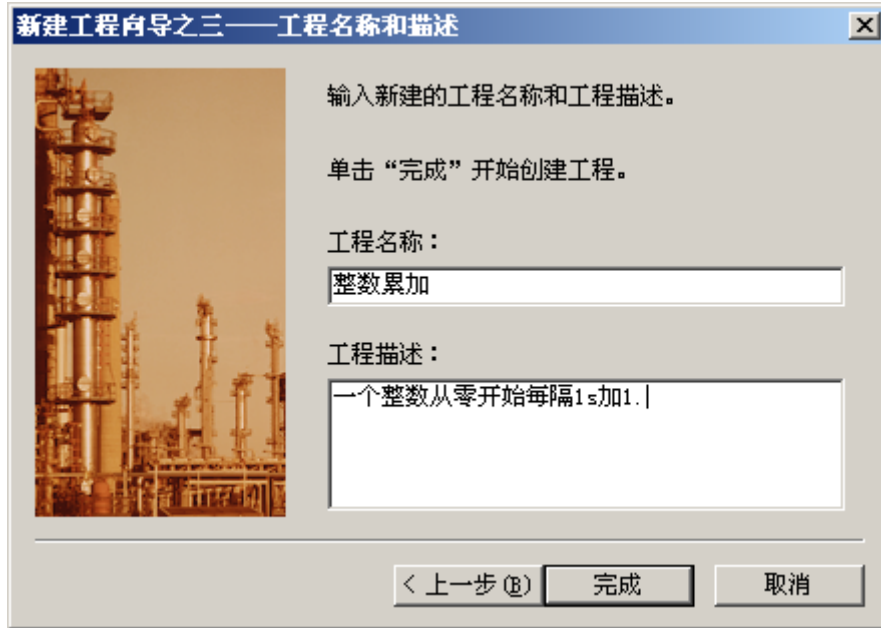 新建工程向导之三——工程名称和描述
输入新建的工程名称和工程描述。
单击“完成”开始创建工程。
工程名称：
整数累加
工程描述：
一个整数从零开始每隔1s加1.
< 上一步(B)
完成
取消